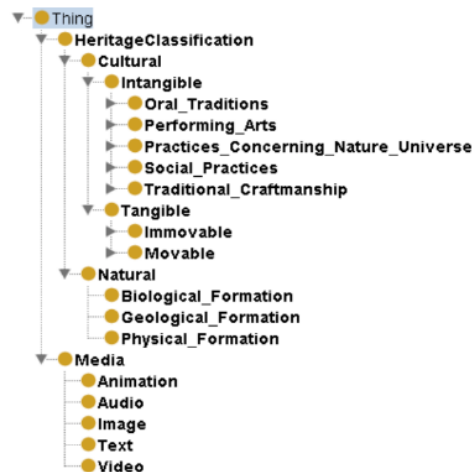 Thing
HeritageClassification
Cultural
Intangible
Oral_Traditions
Performing_Arts
Practices_Concerning_Nature_Universe
Social_Practices
Traditional_Craftmanship
Tangible
Immovable
Movable
Natural
Biological_Formation
Geological_Formation
Physical_Formation
Media
Animation
Audio
Image
Text
Video